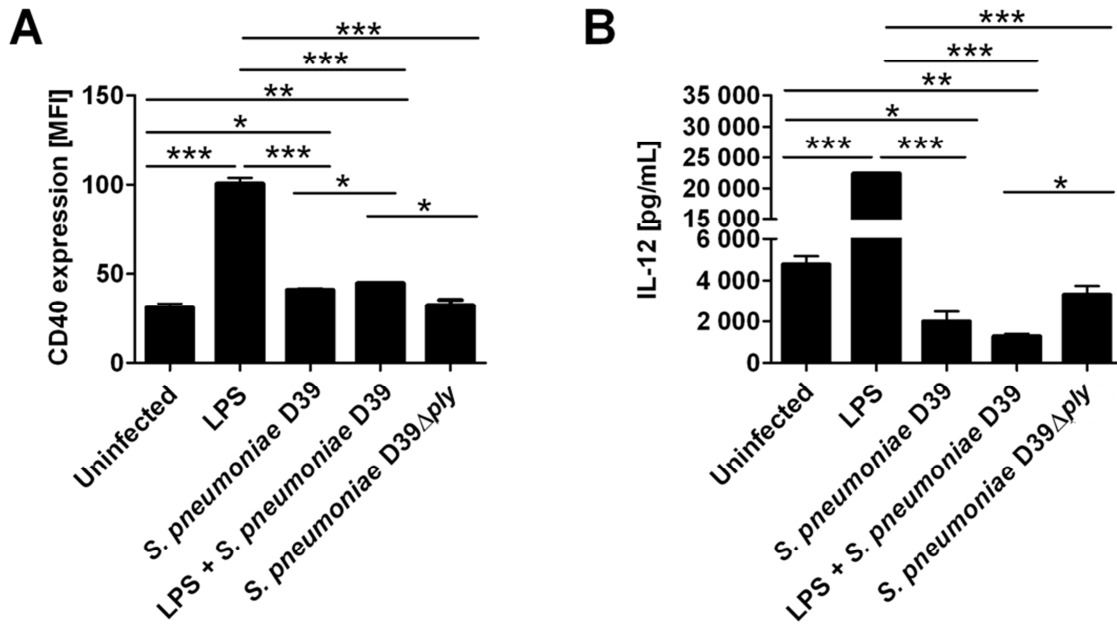 A
***
***
**
*
*** ***
*
*
CD40 expression [MFI]
150
100
50
0
Uninfected
LPS
S. pneumoniae D39
LPS + S. pneumoniae D39
S. pneumoniae D39Δply
B
***
***
**
*
*** ***
*
IL-12 [pg/mL]
35 000
30 000
25 000
20 000
15 000
6 000
4 000
2 000
0
Uninfected
LPS
S. pneumoniae D39
LPS + S. pneumoniae D39
S. pneumoniae D39Δply